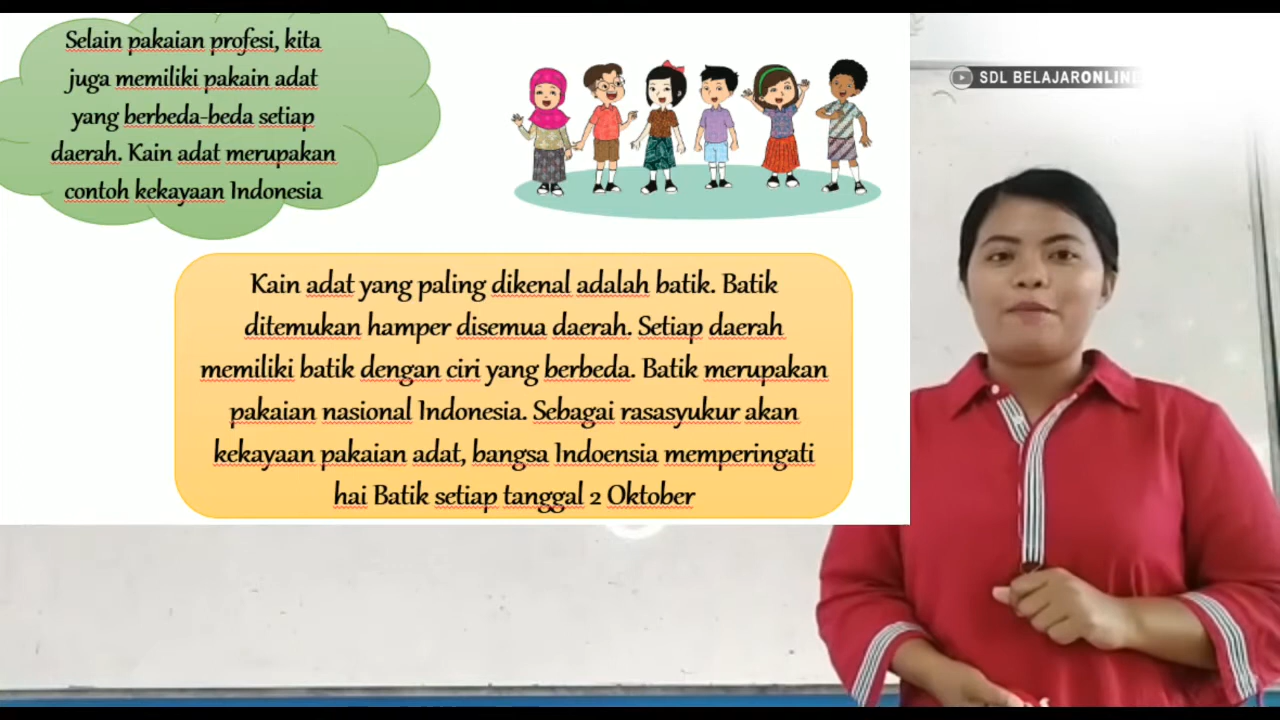 Selain pakaian profesi, kita
juga memiliki pakain adat
yang berbeda-beda setiap
daerah. Kain adat merupakan
contoh kekayaan Indonesia
SDL BELAJARONLINE
Kain adat yang paling dikenal adalah batik. Batik
ditemukan hamper disemua daerah. Setiap daerah
memiliki batik dengan ciri yang berbeda. Batik merupakan
pakaian nasional Indonesia. Sebagai rasasyukur akan
kekayaan pakaian adat, bangsa Indoensia memperingati
hai Batik setiap tanggal 2 Oktober